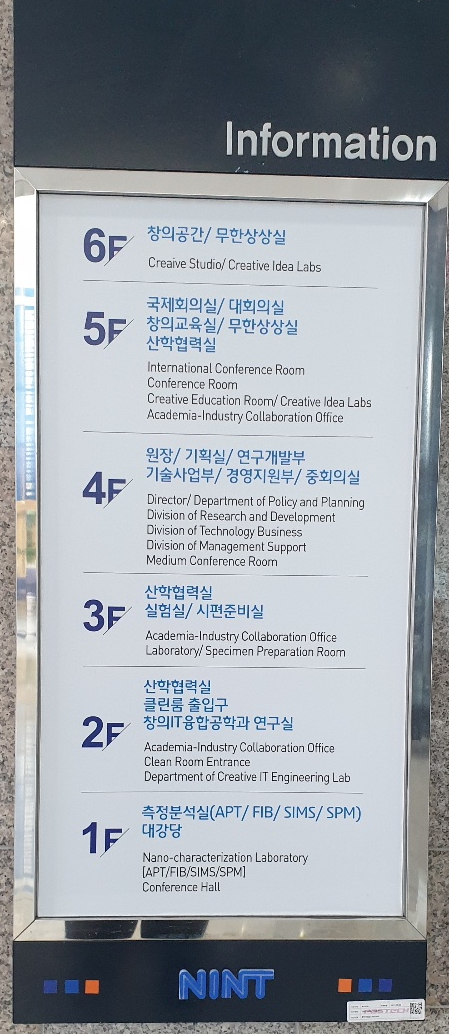 Information
6F
창의공간/ 무한상상실
Creaive Studio/ Creative Idea Labs
5F
국제회의실/ 대회의실
창의교육실/ 무한상상실
산학협력실
International Conference Room
Conference Room
Creative Education Room/ Creative Idea Labs
Academia-Industry Collaboration Office
4F
원장/ 기획실/ 연구개발부
기술사업부/ 경영지원부/ 중회의실
Director/ Department of Policy and Planning
Division of Research and Development
Division of Technology Business
Division of Management Support
Medium Conference Room
3F
산학협력실
실험실/ 시편준비실
Academia-Industry Collaboration Office
Laboratory/ Specimen Preparation Room
2F
산학협력실
클린룸 출입구
창의IT융합공학과 연구실
Academia-Industry Collaboration Office
Clean Room Entrance
Department of Creative IT Engineering Lab
1F
측정분석실(APT/ FIB/ SIMS/ SPM)
대강당
Nano-characterization Laboratory
[APT/FIB/SIMS/SPM]
Conference Hall
NINT